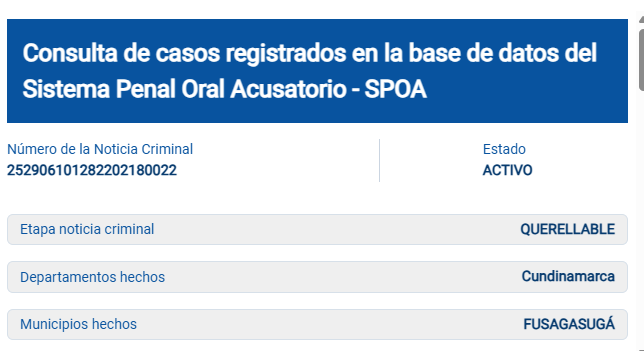 Consulta de casos registrados en la base de datos del
Sistema Penal Oral Acusatorio - SPOA
Número de la Noticia Criminal
252906101282202180022
Estado
ACTIVO
Etapa noticia criminal QUERELLABLE
Departamentos hechos Cundinamarca
Municipios hechos FUSAGASUGÁ